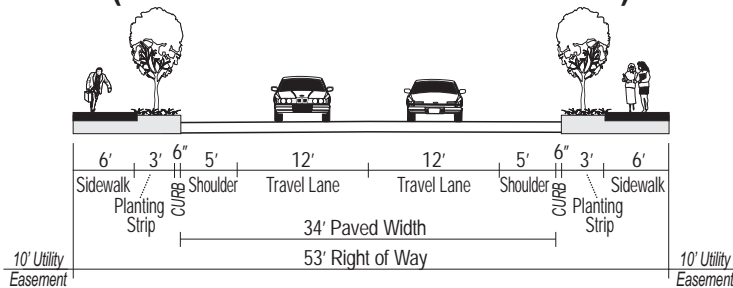 6′ 3′ 6″ 5′ 12′ 12′ 5′ 6″ 3′ 6′
Sidewalk Planting Strip CURB Shoulder Travel Lane Travel Lane Shoulder CURB Planting Strip Sidewalk
34′ Paved Width
10′ Utility Easement 53′ Right of Way 10′ Utility Easement